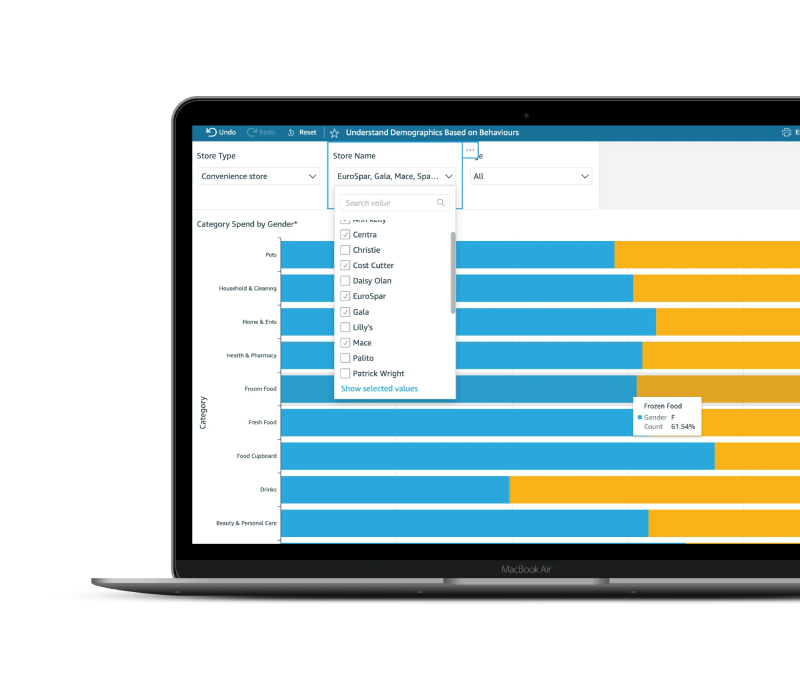 Undo Redo Reset Understand Demographics Based on Behaviours
Store Type
Store Name
Convenience store
EuroSpar, Gala, Mace, Spa...
All
Search value
Ann Kelly
Centra
Christie
Cost Cutter
Daisy Olan
EuroSpar
Gala
Lilly's
Mace
Palito
Patrick Wright
Show selected values
Category Spend by Gender*
Category
Pets
Household & Cleaning
Home & Ents
Health & Pharmacy
Frozen Food
Fresh Food
Food Cupboard
Drinks
Beauty & Personal Care
Frozen Food
Gender F
Count 61.54%
MacBook Air